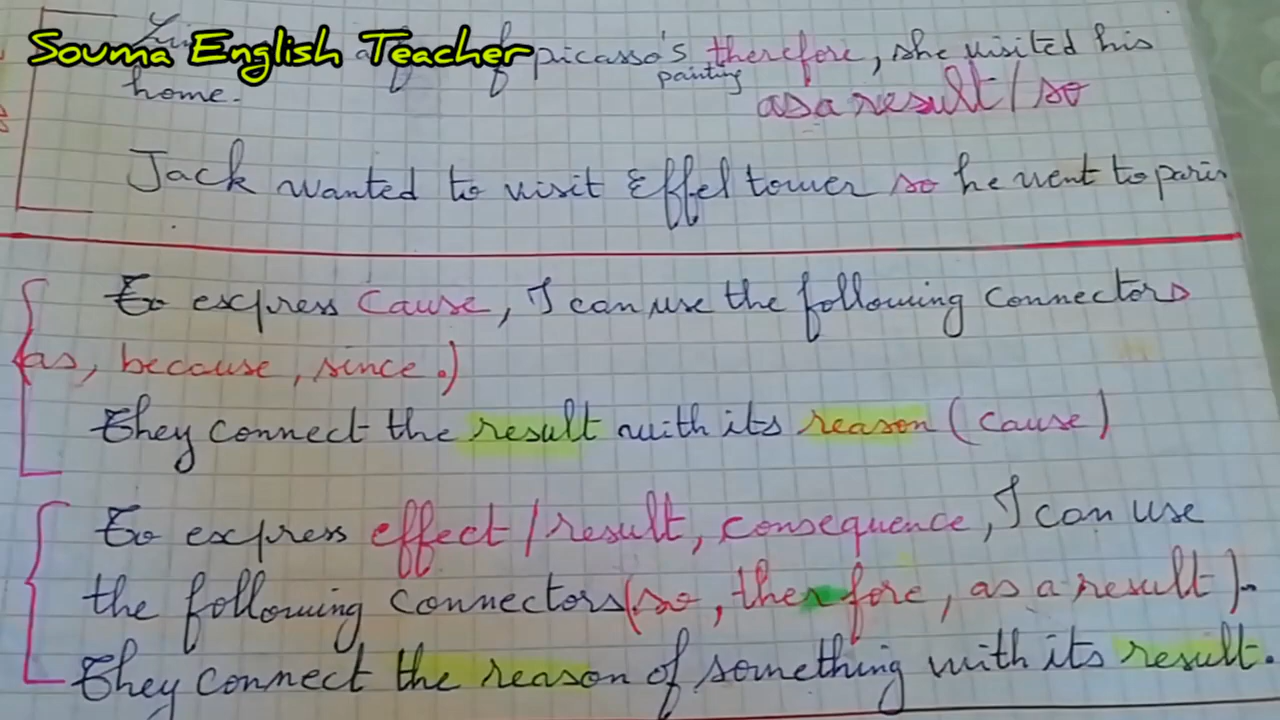 Souma English Teacher
of picasso's therefore, she visited his
painting
home.
as a result / so
Jack wanted to visit Effel tower so he went to paris
To express Cause, I can use the following connectors
(as, because, since.)
They connect the result with its reason (cause)
To express effect / result, consequence, I can use
the following connectors (so, therefore, as a result).
They connect the reason of something with its result.